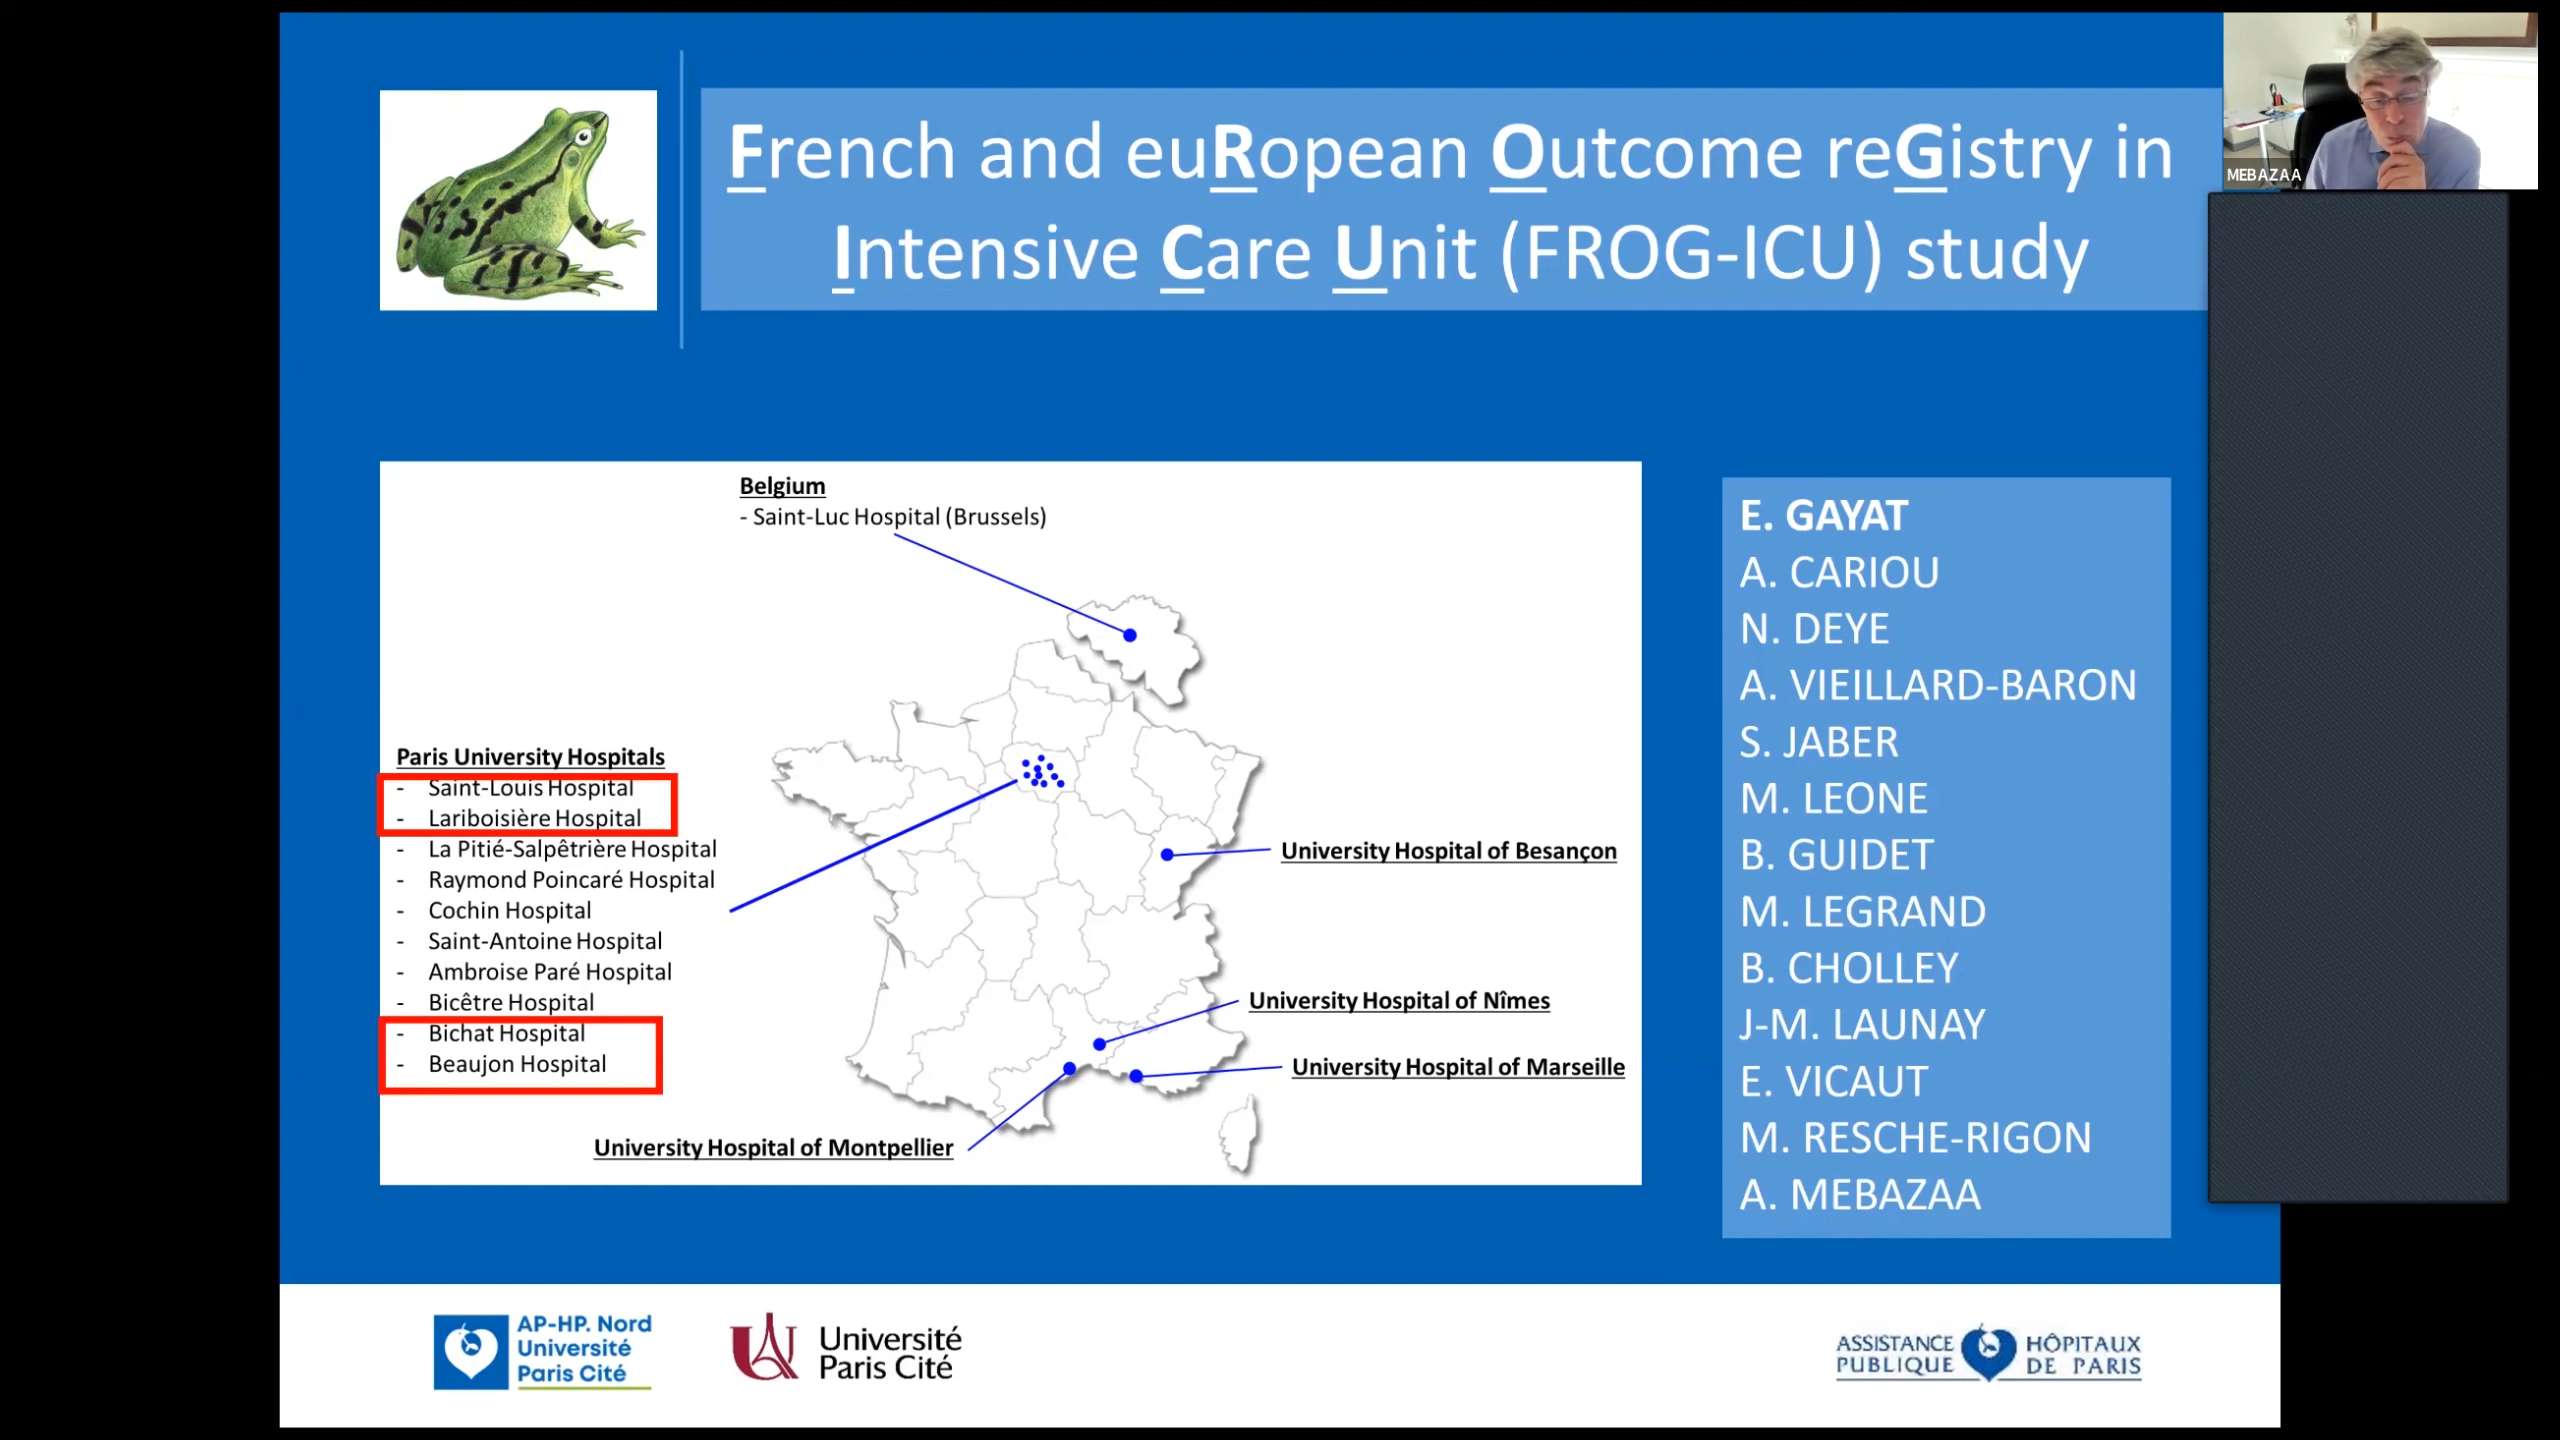 French and euRopean Outcome reGistry in
Intensive Care Unit (FROG-ICU) study
MEBAZAA
Belgium
- Saint-Luc Hospital (Brussels)
Paris University Hospitals
- Saint-Louis Hospital
- Lariboisière Hospital
- La Pitié-Salpêtrière Hospital
- Raymond Poincaré Hospital
- Cochin Hospital
- Saint-Antoine Hospital
- Ambroise Paré Hospital
- Bicêtre Hospital
- Bichat Hospital
- Beaujon Hospital
University Hospital of Besançon
University Hospital of Nîmes
University Hospital of Marseille
University Hospital of Montpellier
E. GAYAT
A. CARIOU
N. DEYE
A. VIEILLARD-BARON
S. JABER
M. LEONE
B. GUIDET
M. LEGRAND
B. CHOLLEY
J-M. LAUNAY
E. VICAUT
M. RESCHE-RIGON
A. MEBAZAA
AP-HP. Nord
Université
Paris Cité
Université
Paris Cité
ASSISTANCE HÔPITAUX
PUBLIQUE DE PARIS